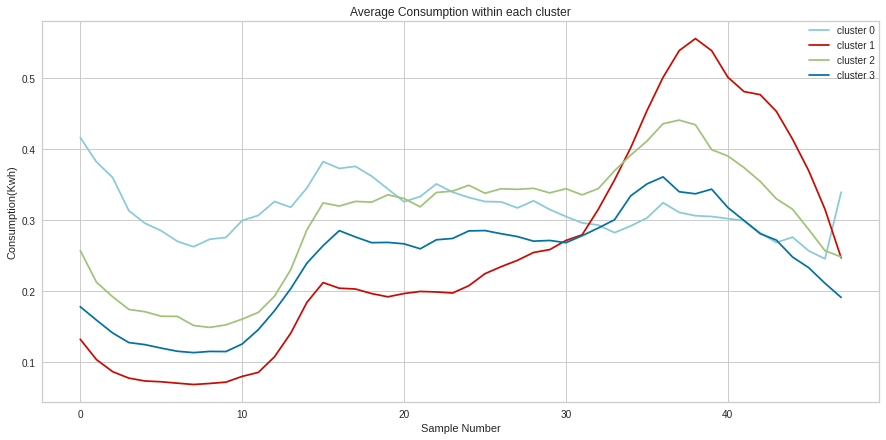 Average Consumption within each cluster
cluster 0
cluster 1
cluster 2
cluster 3
Consumption(Kwh)
0.5
0.4
0.3
0.2
0.1
0 10 20 30 40
Sample Number